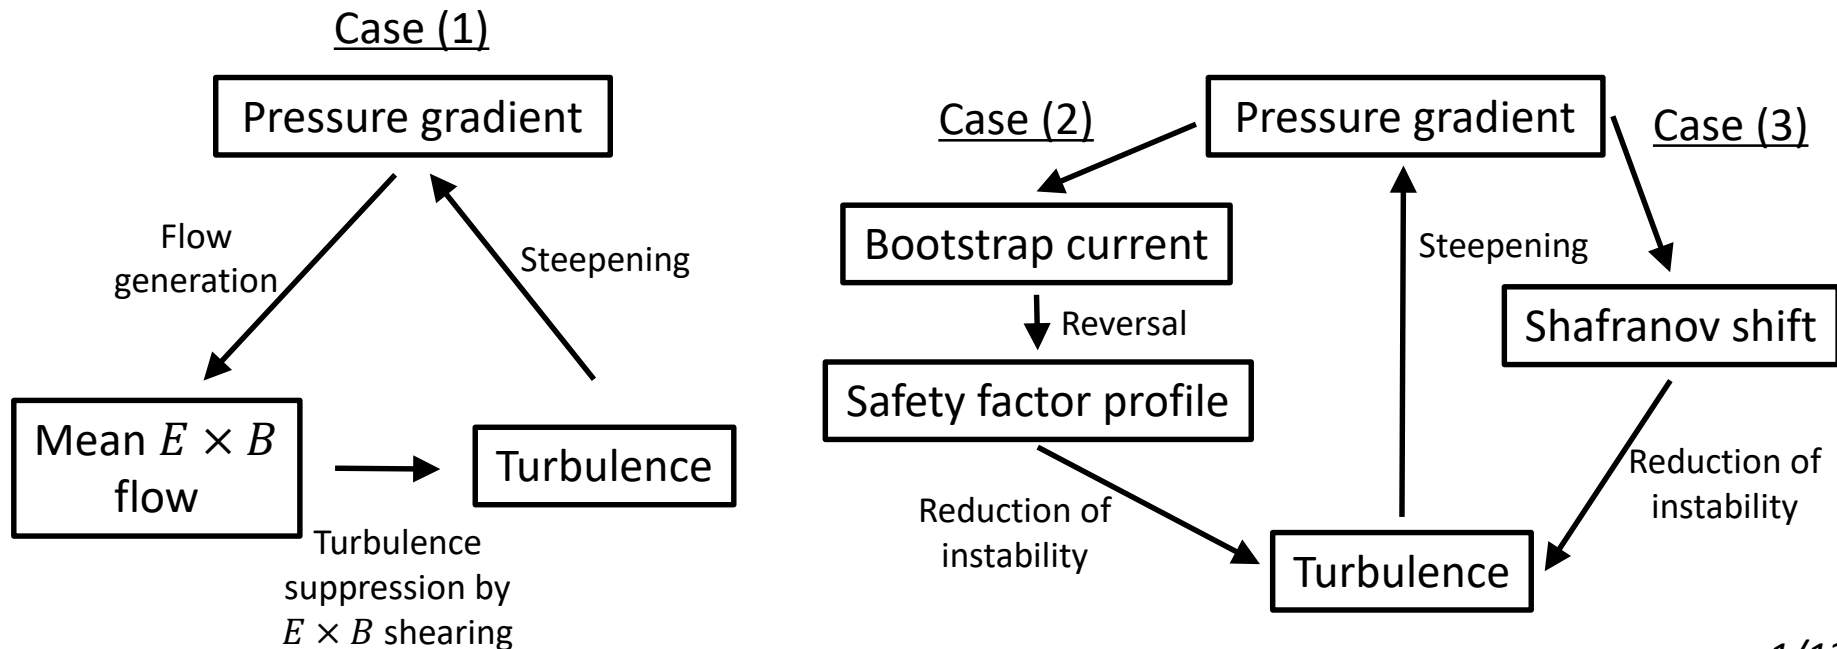 Case (1)
Pressure gradient
Flow
generation
Steepening
Mean E × B
flow
Turbulence
Turbulence
suppression by
E × B shearing
Case (2)
Pressure gradient
Case (3)
Bootstrap current
Steepening
Reversal
Shafranov shift
Safety factor profile
Reduction of
instability
Reduction of
instability
Turbulence